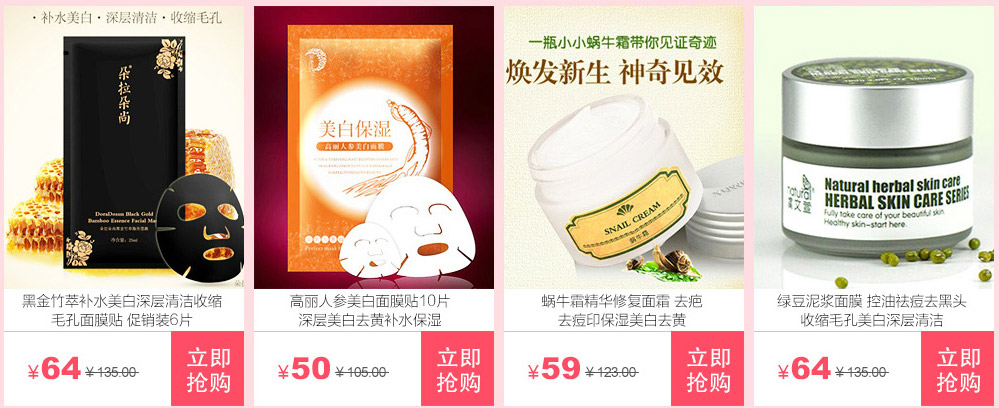 ·补水美白·深层清洁·收缩毛孔
朵拉朵尚
DoraDosun Black Gold
Bamboo Essence Facial Mask
净含量：25ml
黑金竹萃补水美白深层清洁收缩
毛孔面膜贴 促销装6片
¥64 ¥135.00
立即
抢购
美白保湿
高丽人参美白面膜
高丽人参美白面膜贴10片
深层美白去黄补水保湿
¥50 ¥105.00
立即
抢购
一瓶小小蜗牛霜带你见证奇迹
焕发新生 神奇见效
SNAIL CREAM
蜗牛霜
蜗牛霜精华修复面霜 去疤
去痘印保湿美白去黄
¥59 ¥123.00
立即
抢购
natural
Natural herbal skin care
HERBAL SKIN CARE SERIES
Fully take care of your beautiful skin.
Healthy skin–start here.
绿豆泥浆面膜 控油祛痘去黑头
收缩毛孔美白深层清洁
¥64 ¥135.00
立即
抢购